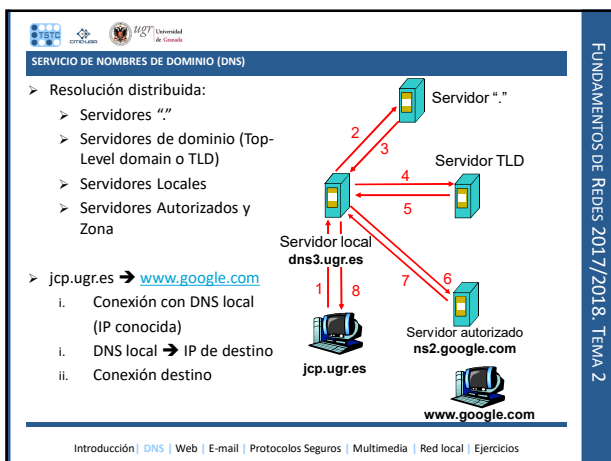 TSTC
CITIC-UGR
ugr Universidad de Granada
SERVICIO DE NOMBRES DE DOMINIO (DNS)
➢ Resolución distribuida:
➢ Servidores “.”
➢ Servidores de dominio (Top-
Level domain o TLD)
➢ Servidores Locales
➢ Servidores Autorizados y
Zona
➢ jcp.ugr.es ➔ www.google.com
i. Conexión con DNS local
(IP conocida)
i. DNS local ➔ IP de destino
ii. Conexión destino
Servidor “.”
2
3
Servidor TLD
4
5
Servidor local
dns3.ugr.es
1
8
7
6
jcp.ugr.es
Servidor autorizado
ns2.google.com
www.google.com
FUNDAMENTOS DE REDES 2017/2018. TEMA 2
Introducción| DNS | Web | E-mail | Protocolos Seguros | Multimedia | Red local | Ejercicios